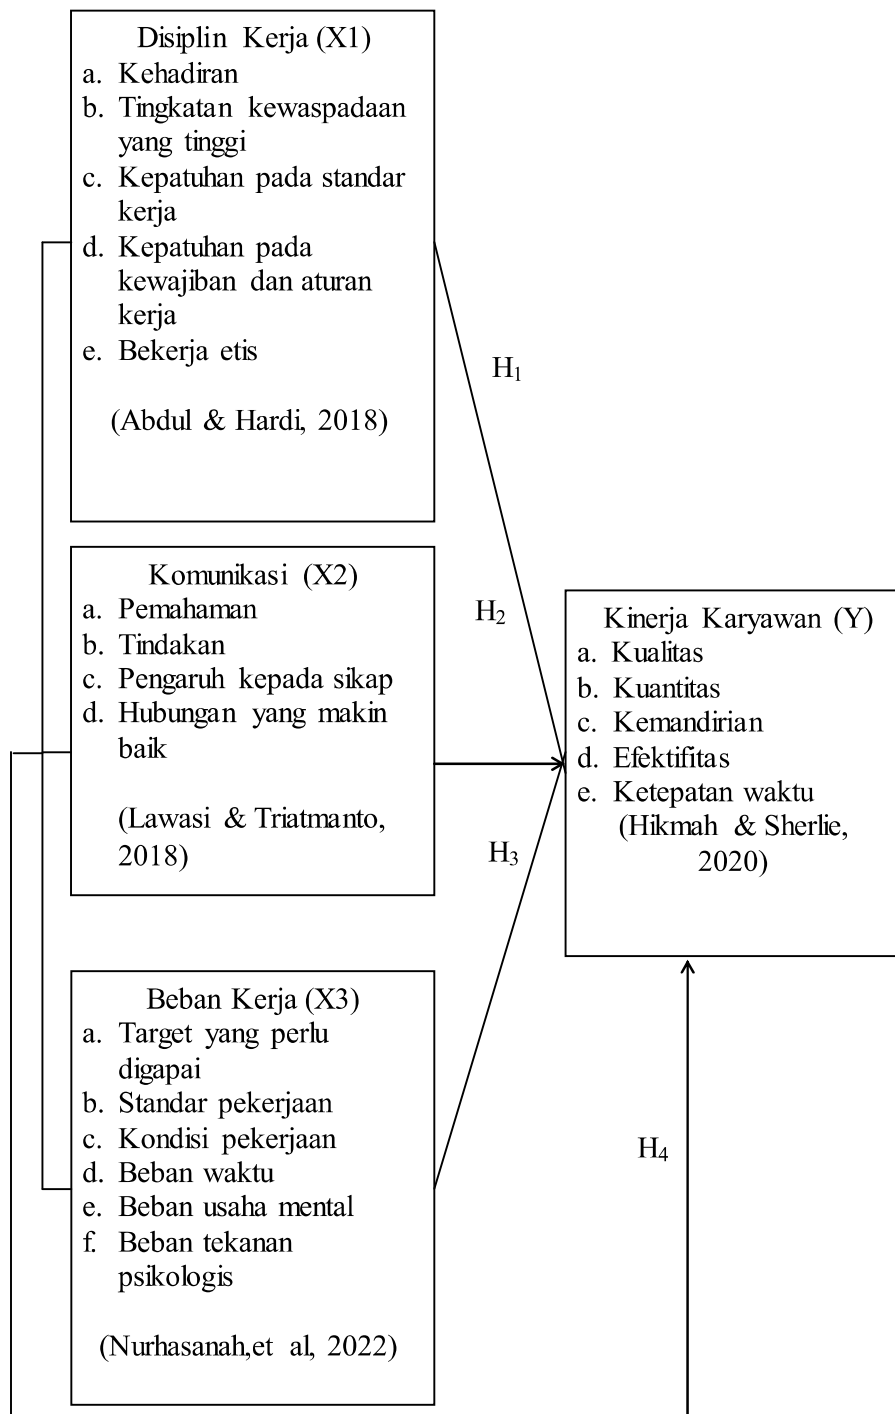 Disiplin Kerja (X1)
a. Kehadiran
b. Tingkatan kewaspadaan
yang tinggi
c. Kepatuhan pada standar
kerja
d. Kepatuhan pada
kewajiban dan aturan
kerja
e. Bekerja etis
(Abdul & Hardi, 2018)
H1
Komunikasi (X2)
a. Pemahaman
b. Tindakan
c. Pengaruh kepada sikap
d. Hubungan yang makin
baik
(Lawasi & Triatmanto,
2018)
H2
Kinerja Karyawan (Y)
a. Kualitas
b. Kuantitas
c. Kemandirian
d. Efektifitas
e. Ketepatan waktu
(Hikmah & Sherlie,
2020)
H3
Beban Kerja (X3)
a. Target yang perlu
digapai
b. Standar pekerjaan
c. Kondisi pekerjaan
d. Beban waktu
e. Beban usaha mental
f. Beban tekanan
psikologis
(Nurhasanah,et al, 2022)
H4